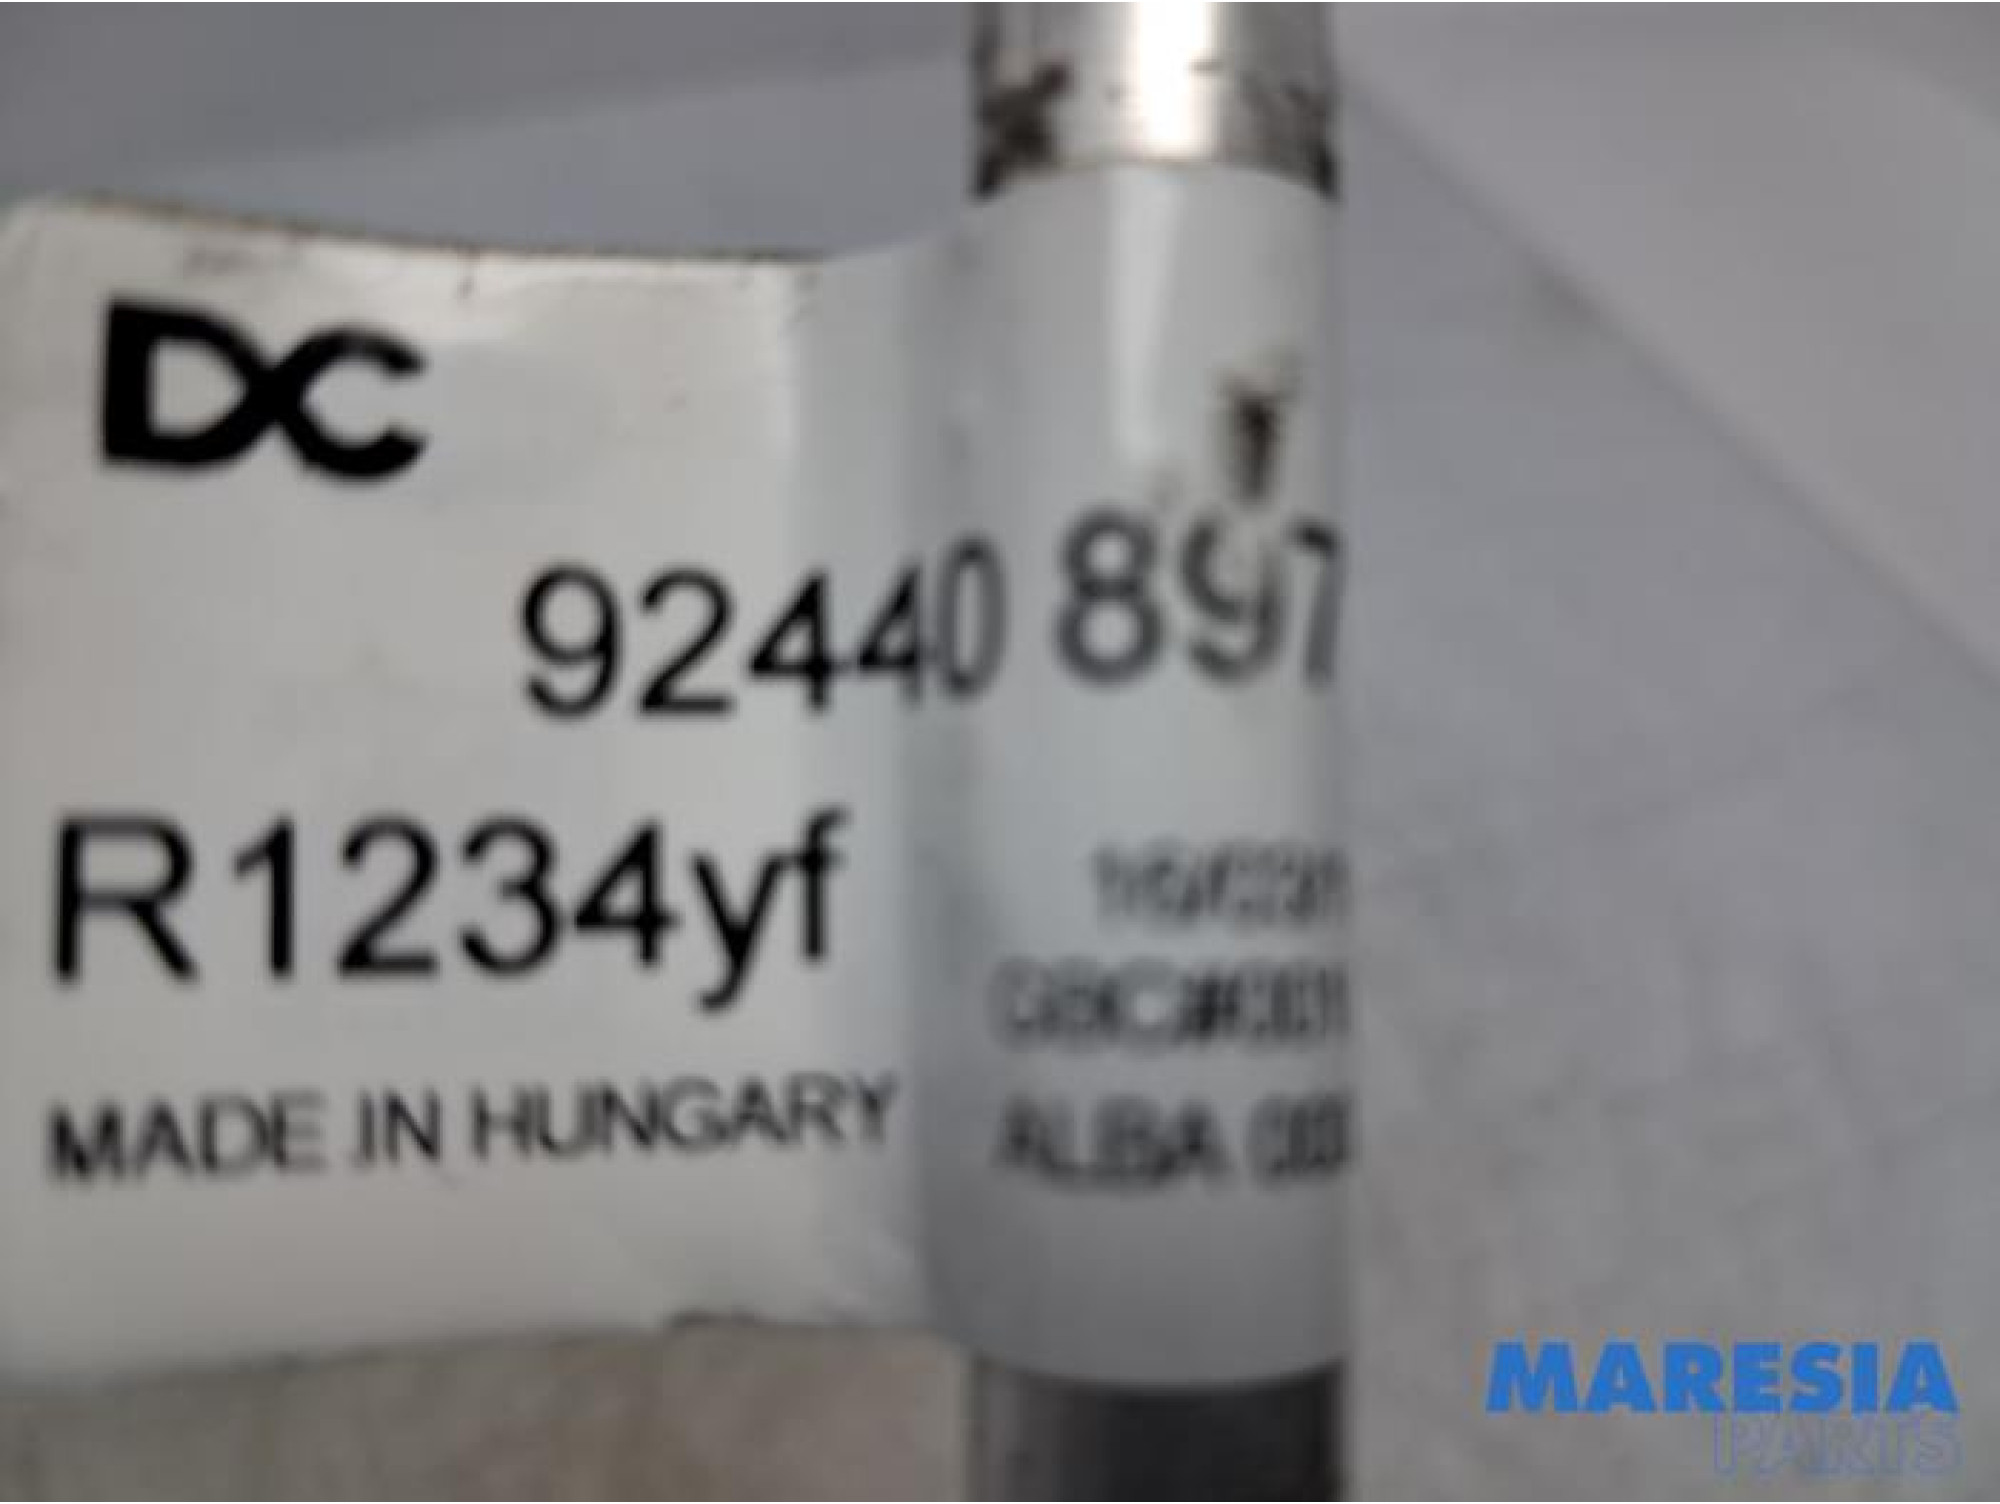 DC
92440 897
R1234yf
MADE IN HUNGARY
ALBA
MARESIA
PARTS